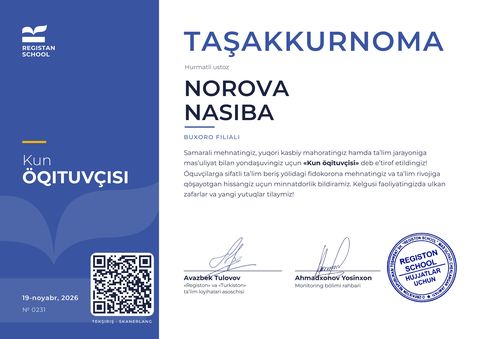 REGISTAN
SCHOOL
Kun
ÖQITUVÇISI
19-noyabr, 2026
№ 0231
TEKŞIRIŞ - SKANERLANG
TAŞAKKURNOMA
Hurmatli ustoz
NOROVA
NASIBA
BUXORO FILIALI
Samarali mehnatingiz, yuqori kasbiy mahoratingiz hamda ta’lim jarayoniga
mas’uliyat bilan yondaşuvingiz uçun «Kun öqituvçisi» deb e’tirof etildingiz!
Öquvçilarga sifatli ta’lim beriş yölidagi fidokorona mehnatingiz va ta’lim rivojiga
qöşayotgan hissangiz uçun minnatdorlik bildiramiz. Kelgusi faoliyatingizda ulkan
zafarlar va yangi yutuqlar tilaymiz!
Avazbek Tulovov
«Registon» va «Turkiston»
ta’lim loyihalari asosçhisi
Ahmadxonov Yosinxon
Monitoring bölimi rahbari
REGISTON
SCHOOL
HUJJATLAR
UCHUN